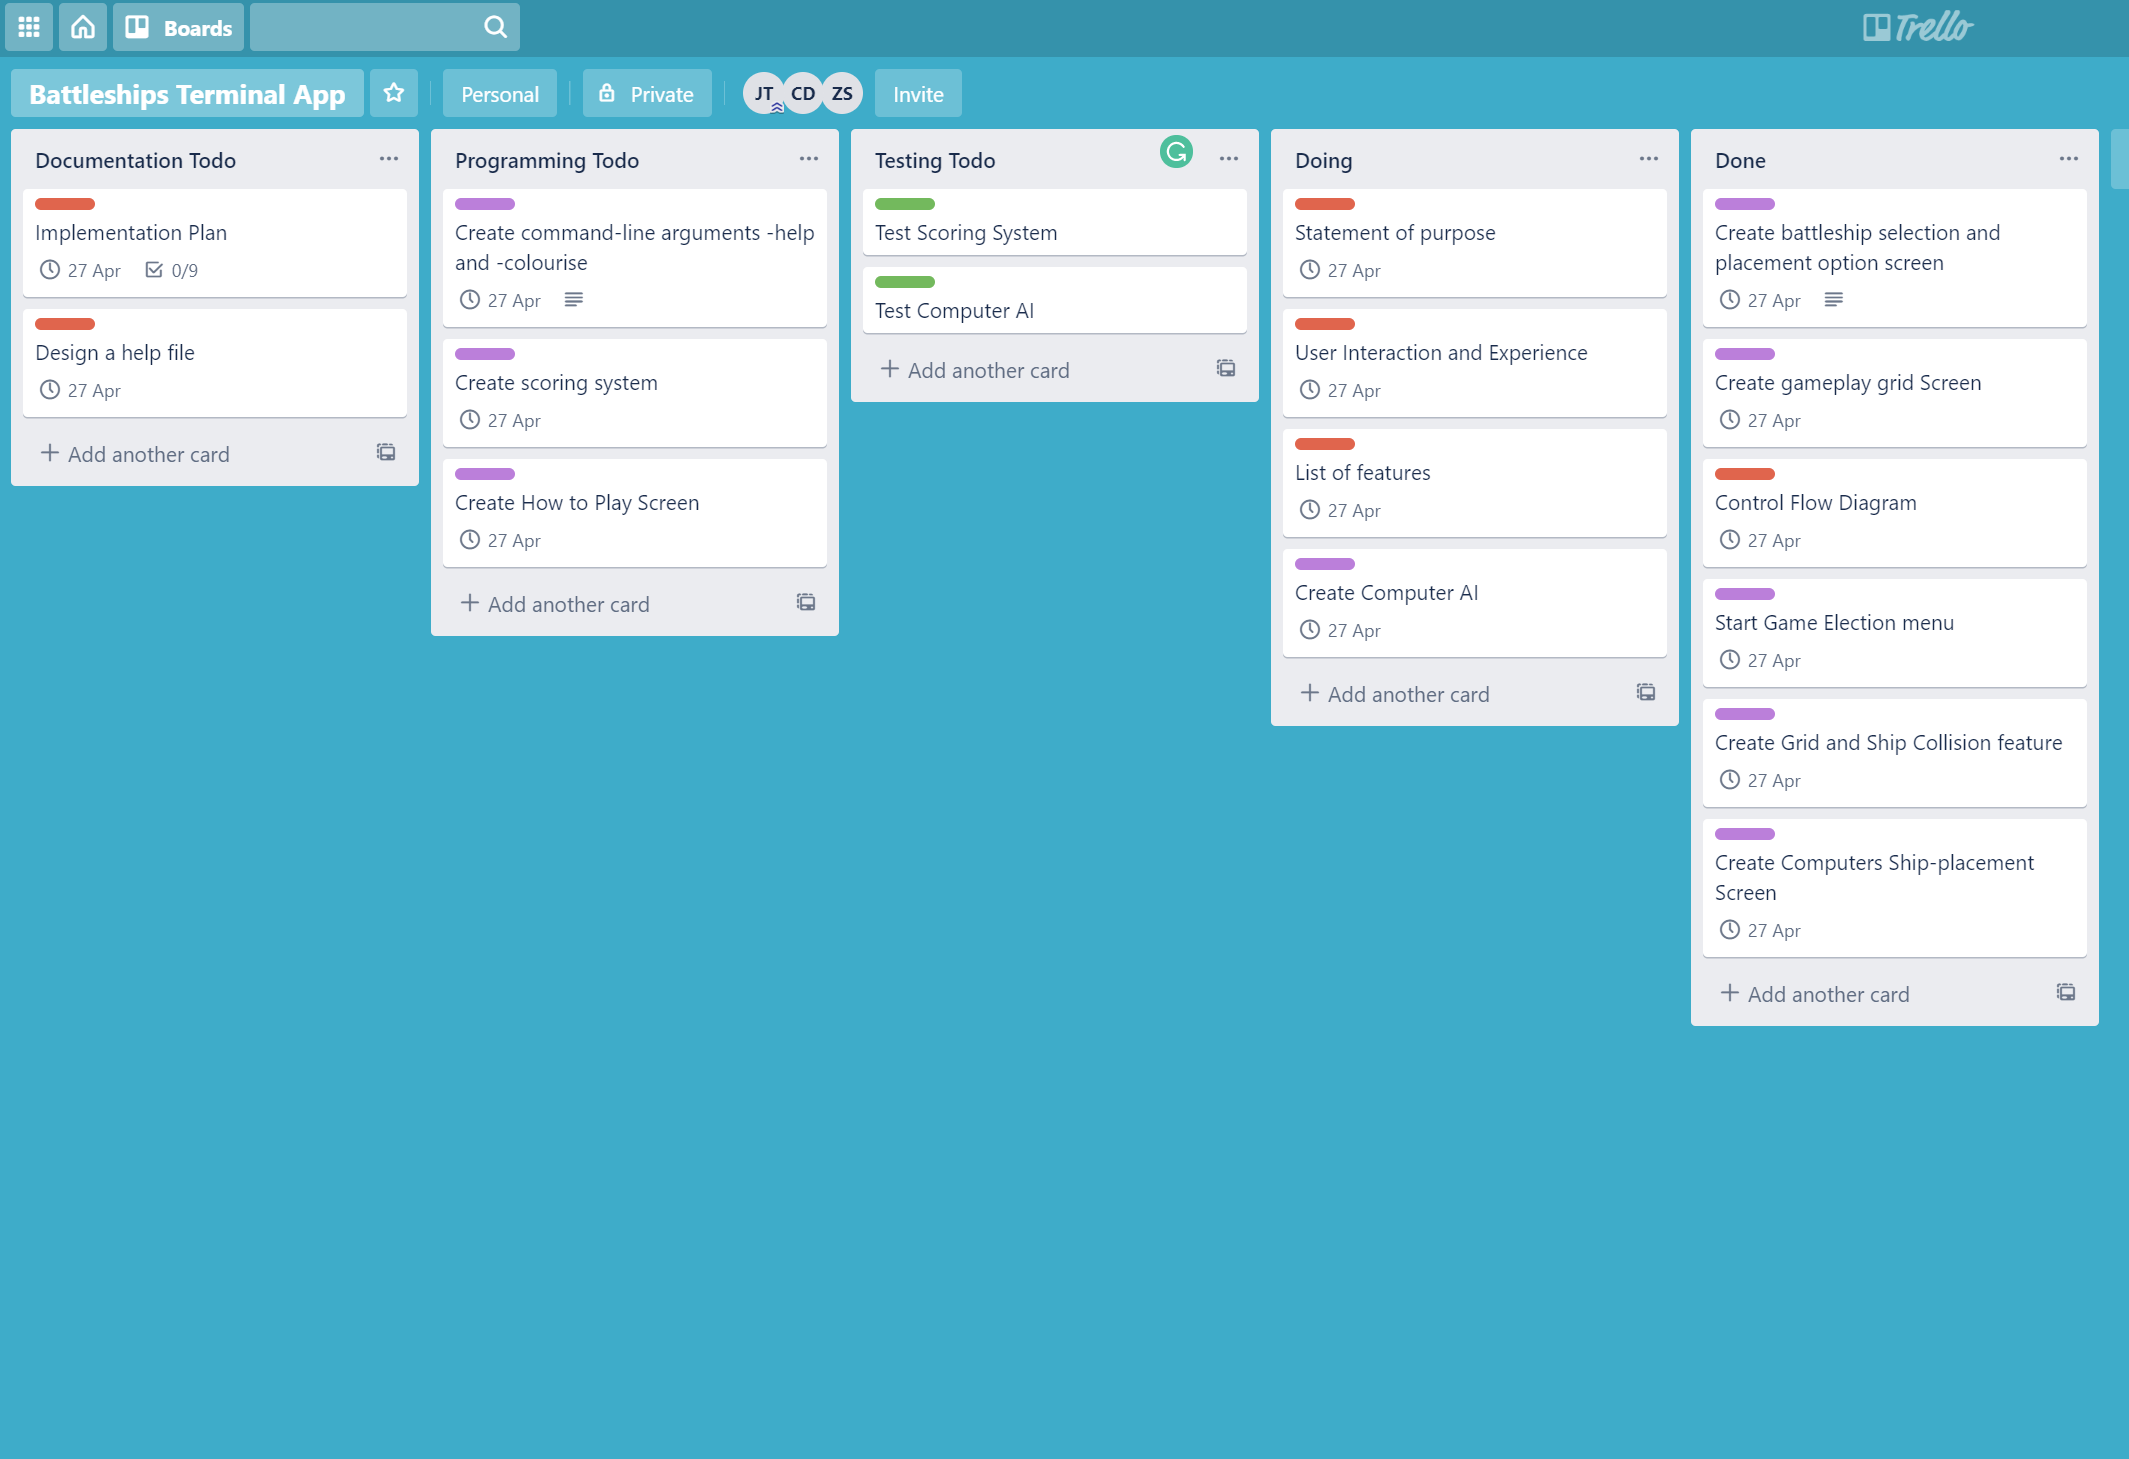 Boards
Trello
Battleships Terminal App
Personal
Private
JT
CD
ZS
Invite
Documentation Todo
Implementation Plan
27 Apr
0/9
Design a help file
27 Apr
Add another card
Programming Todo
Create command-line arguments -help
and -colourise
27 Apr
Create scoring system
27 Apr
Create How to Play Screen
27 Apr
Add another card
Testing Todo
Test Scoring System
Test Computer AI
Add another card
Doing
Statement of purpose
27 Apr
User Interaction and Experience
27 Apr
List of features
27 Apr
Create Computer AI
27 Apr
Add another card
Done
Create battleship selection and
placement option screen
27 Apr
Create gameplay grid Screen
27 Apr
Control Flow Diagram
27 Apr
Start Game Election menu
27 Apr
Create Grid and Ship Collision feature
27 Apr
Create Computers Ship-placement
Screen
27 Apr
Add another card